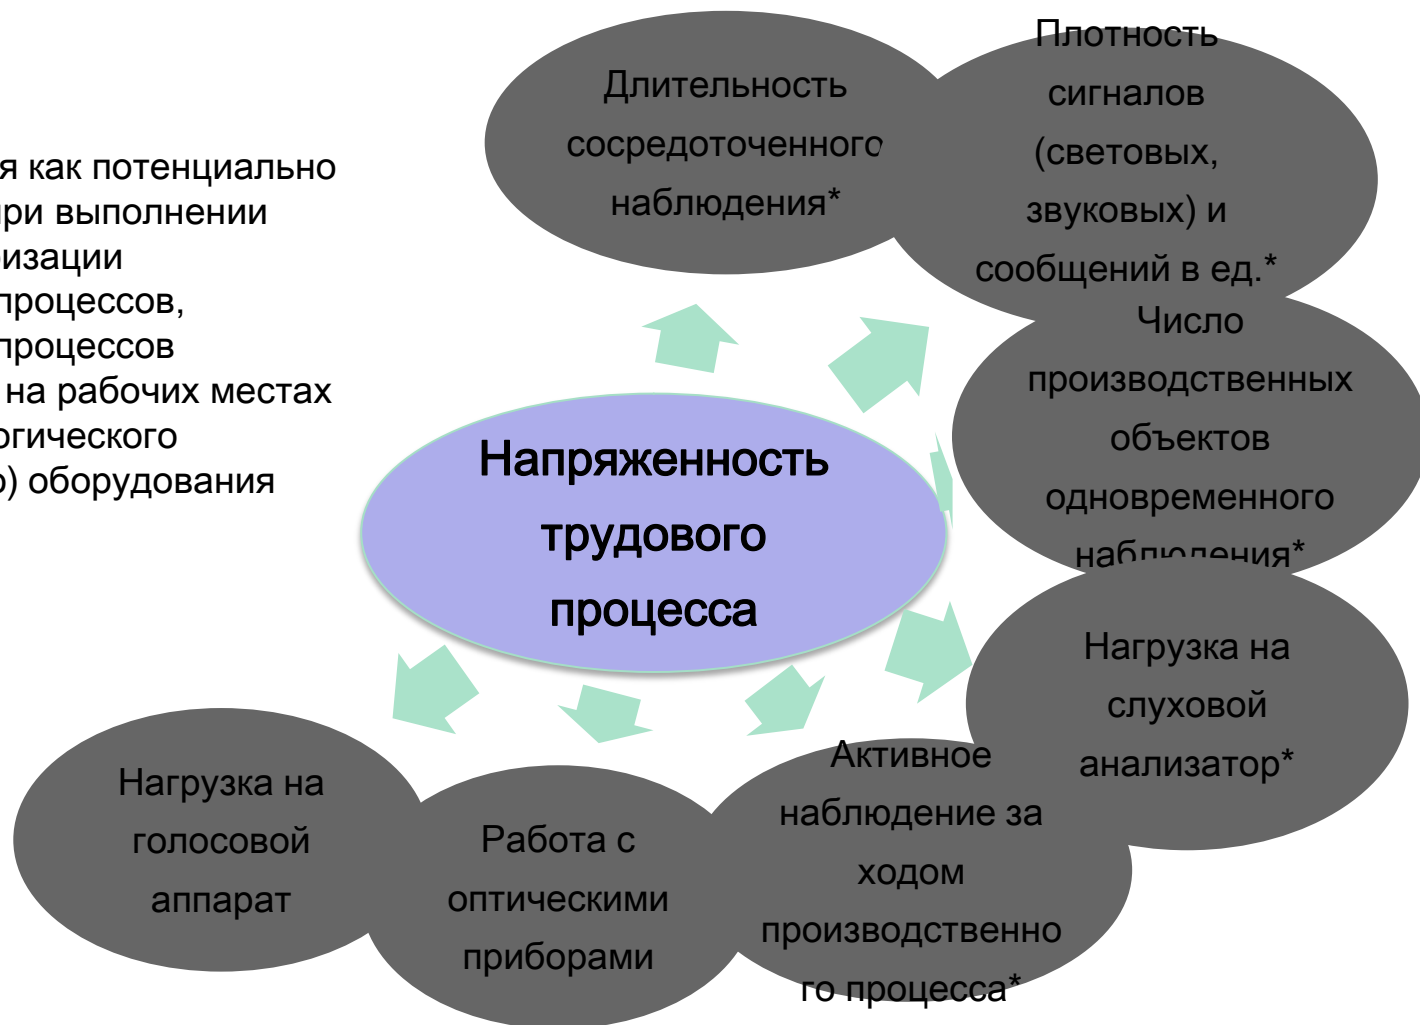 я как потенциально
ри выполнении
изации
процессов,
процессов
на рабочих местах
огического
) оборудования
Длительность
сосредоточенного
наблюдения*
Плотность
сигналов
(световых,
звуковых) и
сообщений в ед.*
Число
производственных
объектов
одновременного
наблюдения*
Нагрузка на
слуховой
анализатор*
Активное
наблюдение за
ходом
производственно
го процесса*
Работа с
оптическими
приборами
Нагрузка на
голосовой
аппарат
Напряженность
трудового
процесса